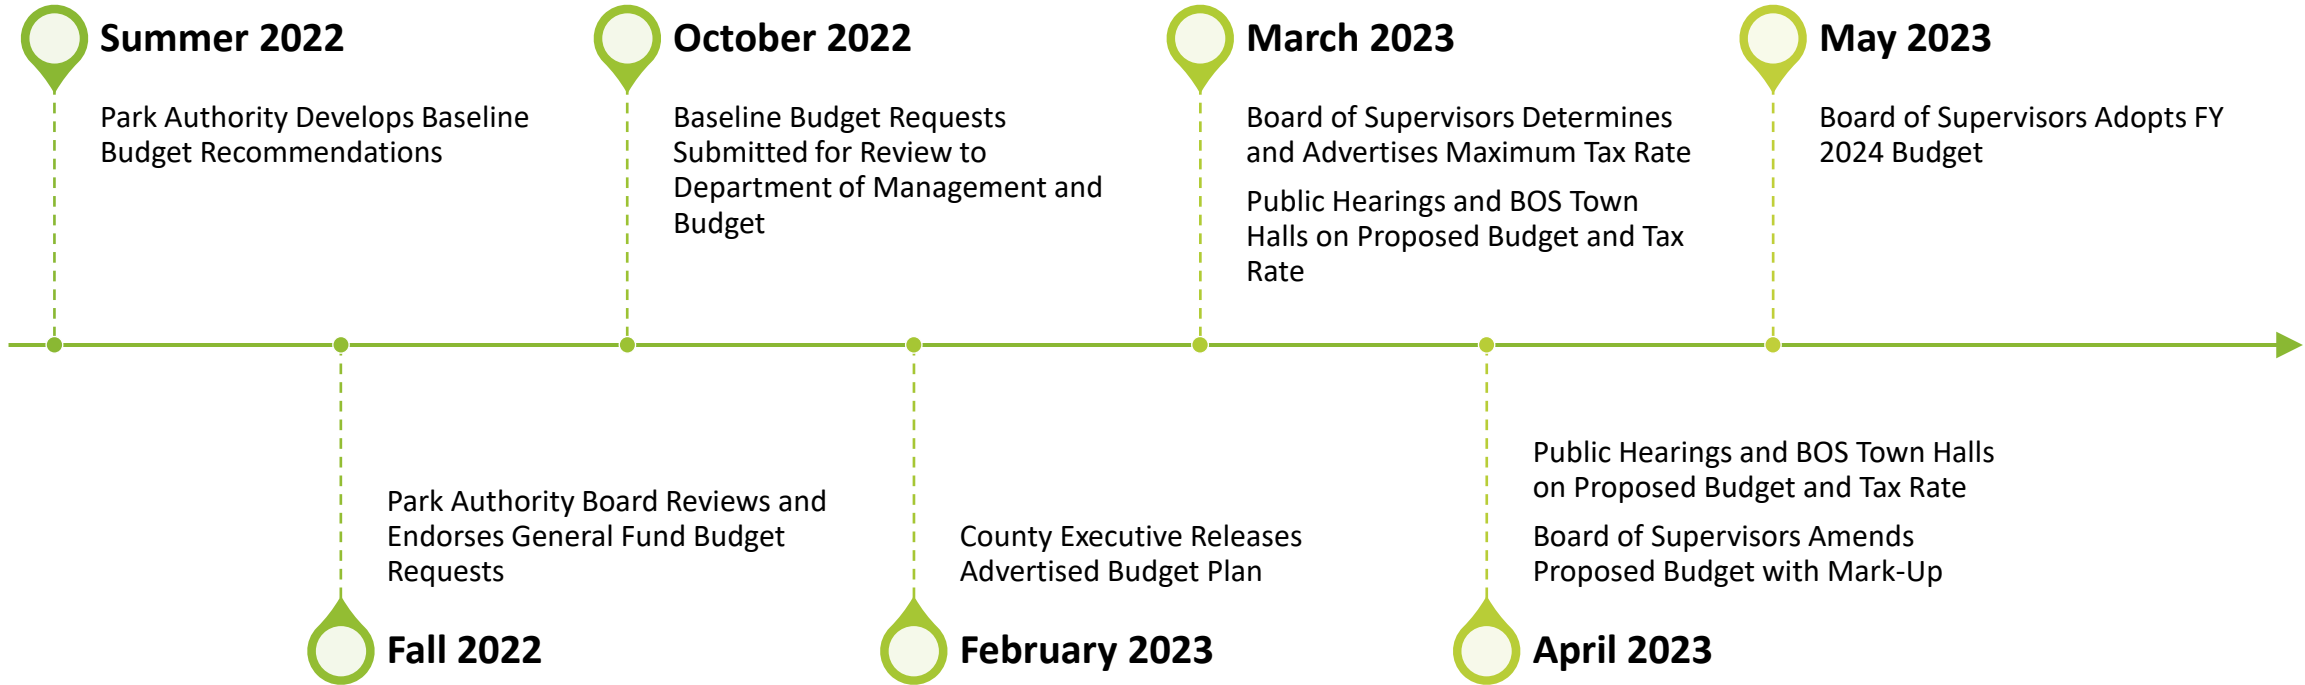 Summer 2022
Park Authority Develops Baseline
Budget Recommendations
Fall 2022
Park Authority Board Reviews and
Endorses General Fund Budget
Requests
October 2022
Baseline Budget Requests
Submitted for Review to
Department of Management and
Budget
February 2023
County Executive Releases
Advertised Budget Plan
March 2023
Board of Supervisors Determines
and Advertises Maximum Tax Rate
Public Hearings and BOS Town
Halls on Proposed Budget and Tax
Rate
April 2023
Public Hearings and BOS Town Halls
on Proposed Budget and Tax Rate
Board of Supervisors Amends
Proposed Budget with Mark-Up
May 2023
Board of Supervisors Adopts FY
2024 Budget